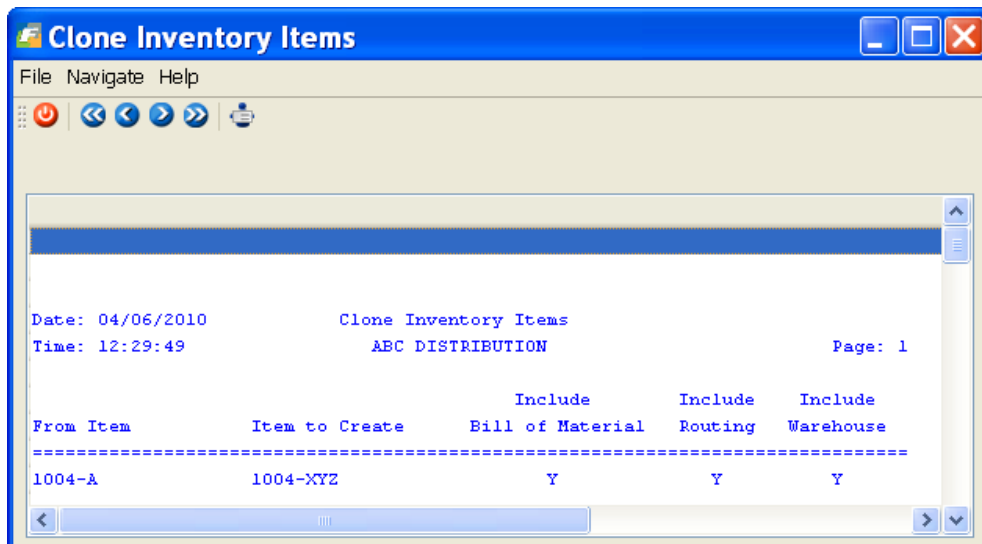 Clone Inventory Items
File Navigate Help
Date: 04/06/2010 Clone Inventory Items
Time: 12:29:49 ABC DISTRIBUTION Page: 1
Include Include Include
From Item Item to Create Bill of Material Routing Warehouse
================================================================================
1004-A 1004-XYZ Y Y Y